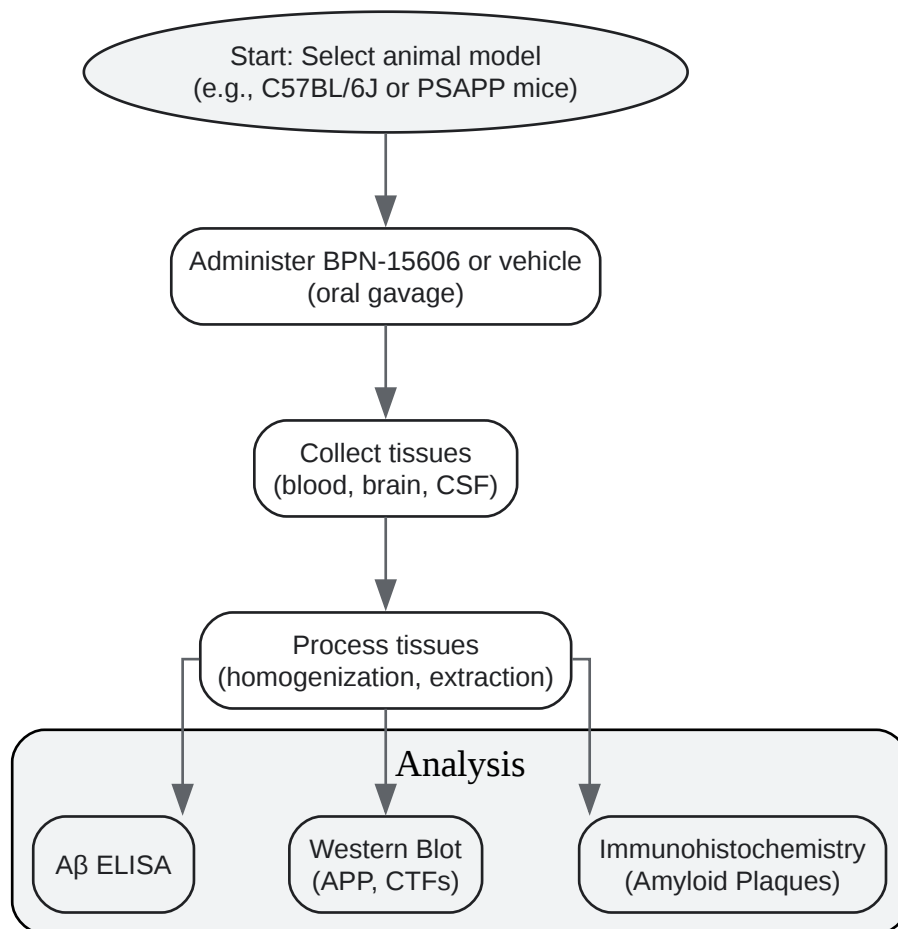 Start: Select animal model
(e.g., C57BL/6J or PSAPP mice)
Administer BPN-15606 or vehicle
(oral gavage)
Collect tissues
(blood, brain, CSF)
Process tissues
(homogenization, extraction)
Analysis
Aβ ELISA
Western Blot
(APP, CTFs)
Immunohistochemistry
(Amyloid Plaques)